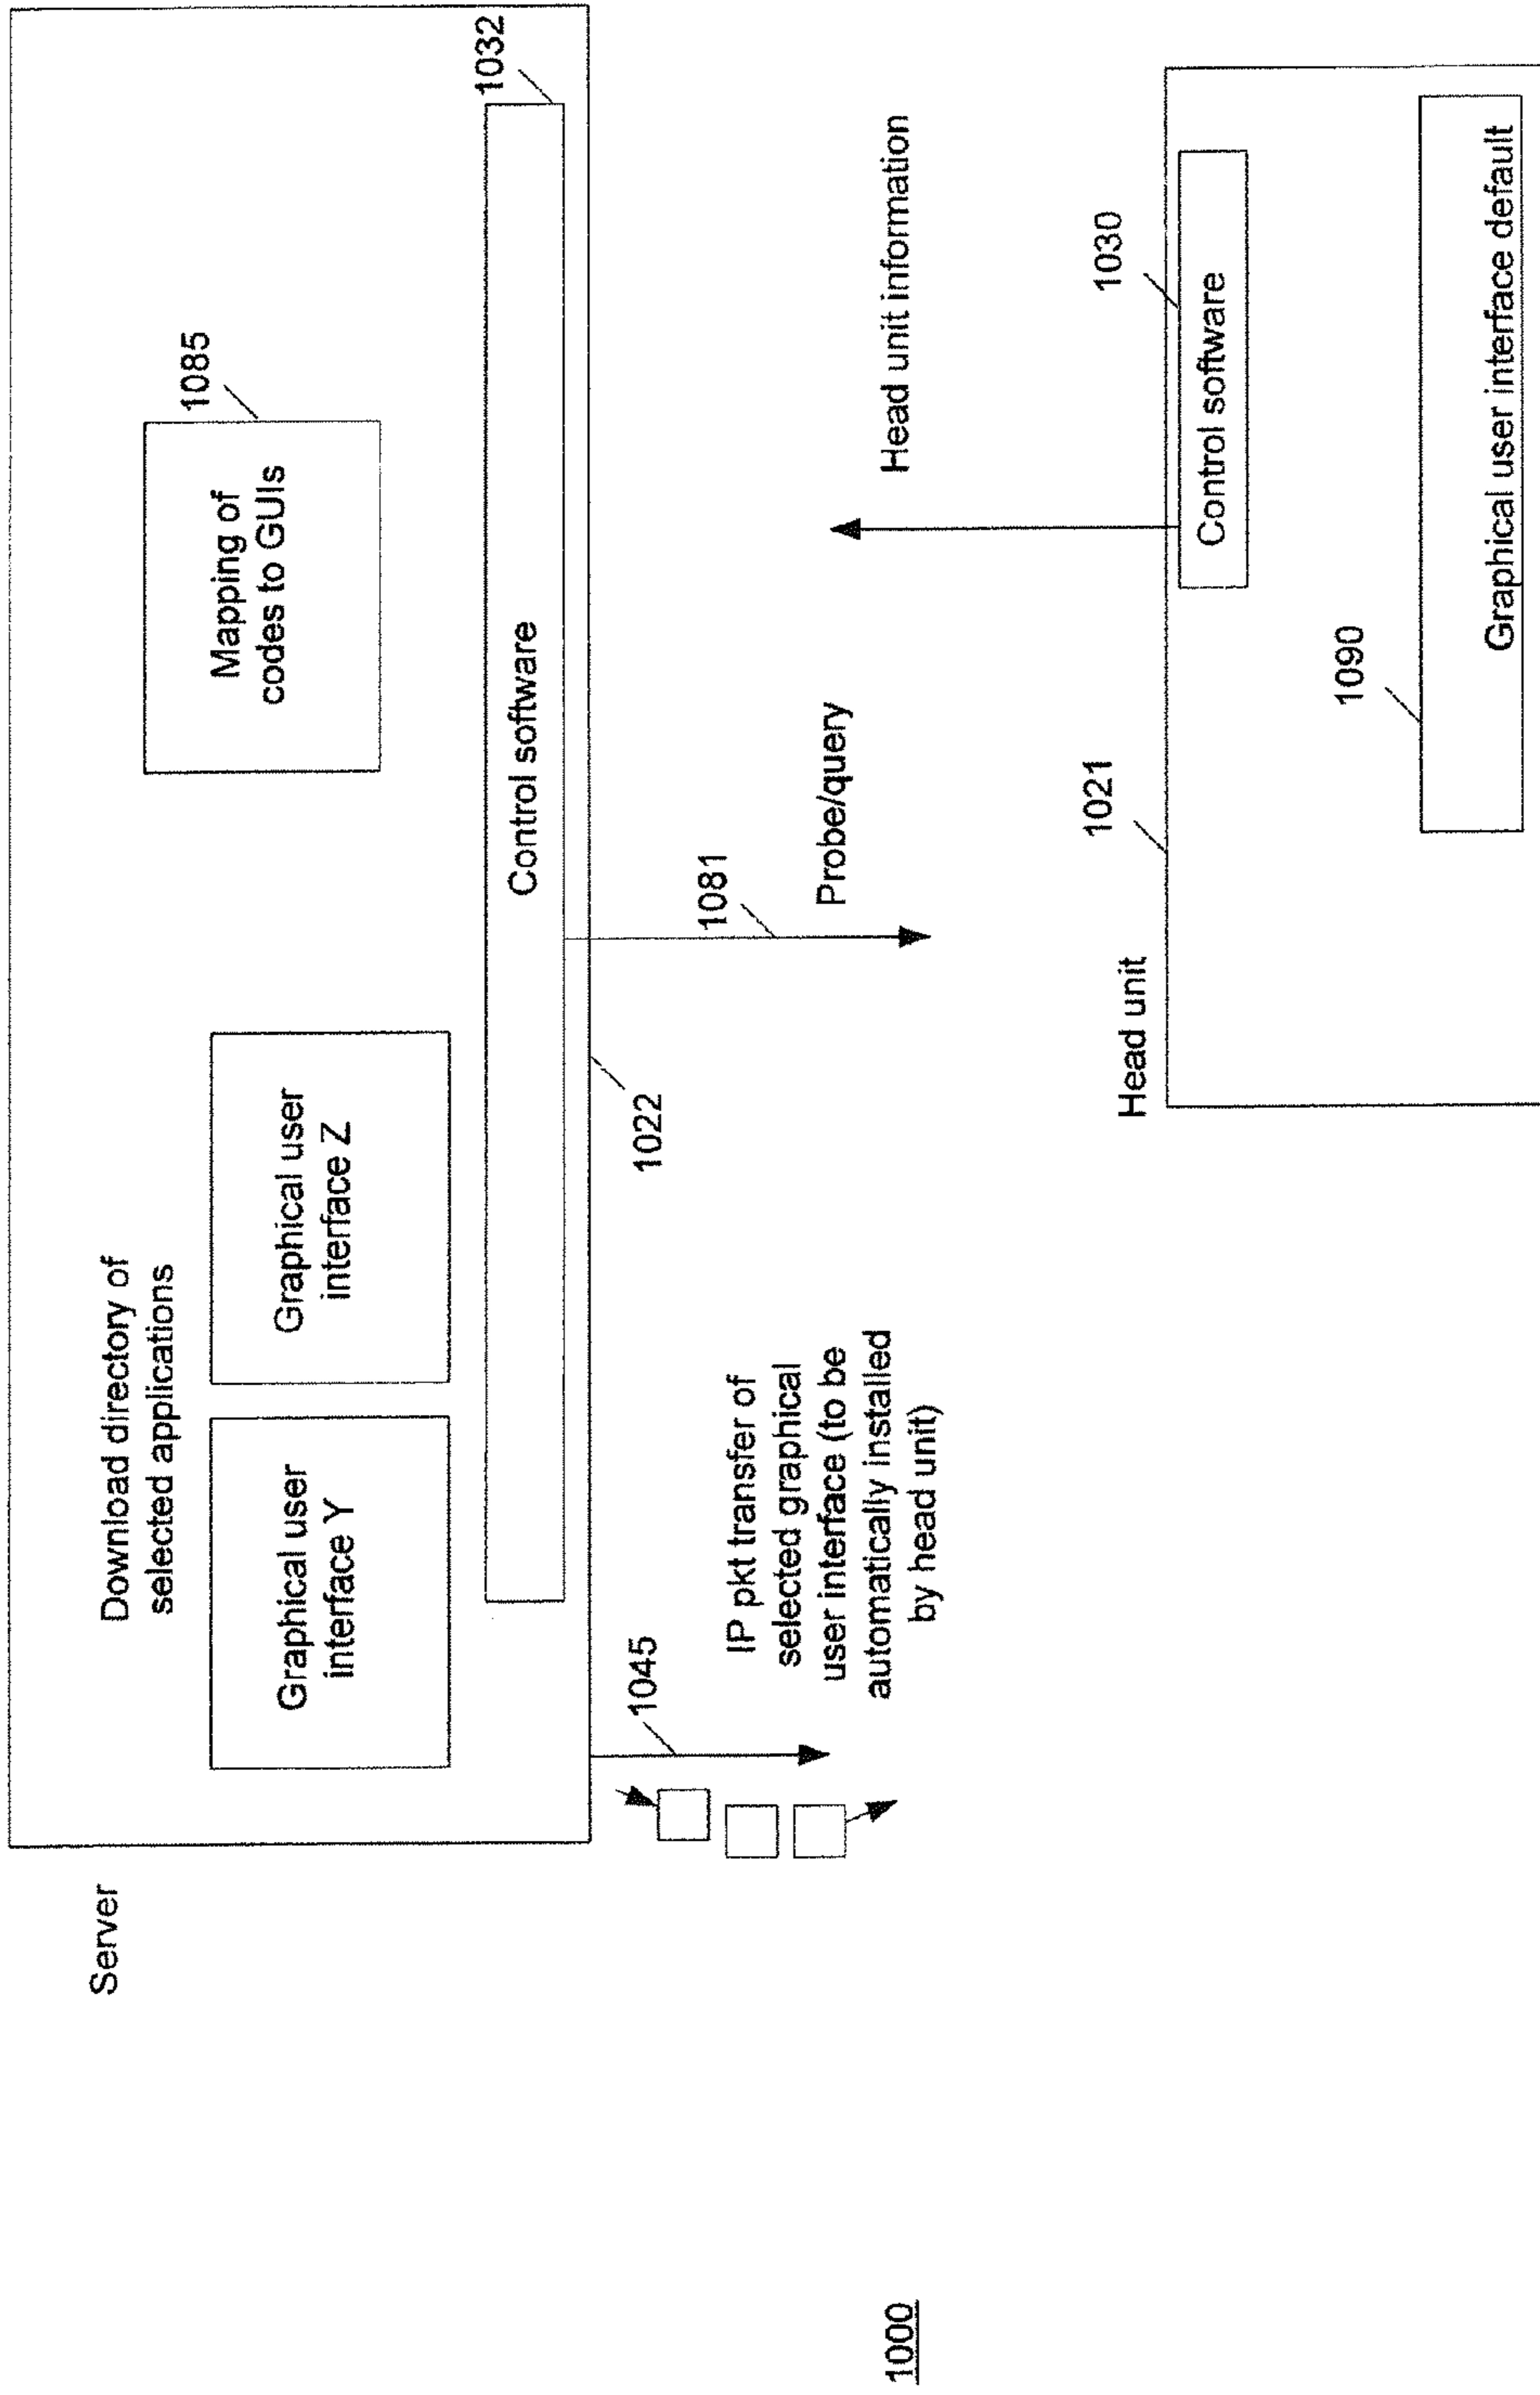 Server
Download directory of
selected applications
Graphical user
interface Y
Graphical user
interface Z
Mapping of
codes to GUIs
1085
Control software
1032
1022
1045
IP pkt transfer of
selected graphical
user interface (to be
automatically installed
by head unit)
1081
Probe/query
Head unit information
1000
Head unit
1021
Control software
1030
1090
Graphical user interface default